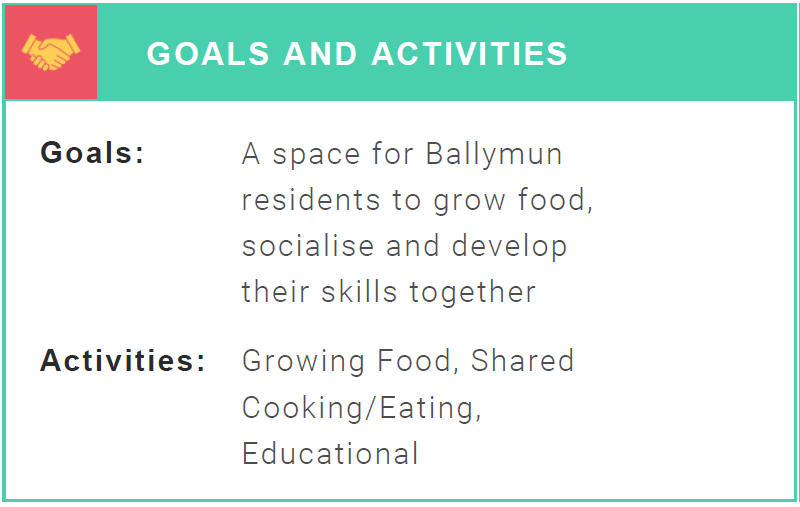 GOALS AND ACTIVITIES
Goals:
A space for Ballymun
residents to grow food,
socialise and develop
their skills together
Activities:
Growing Food, Shared
Cooking/Eating,
Educational